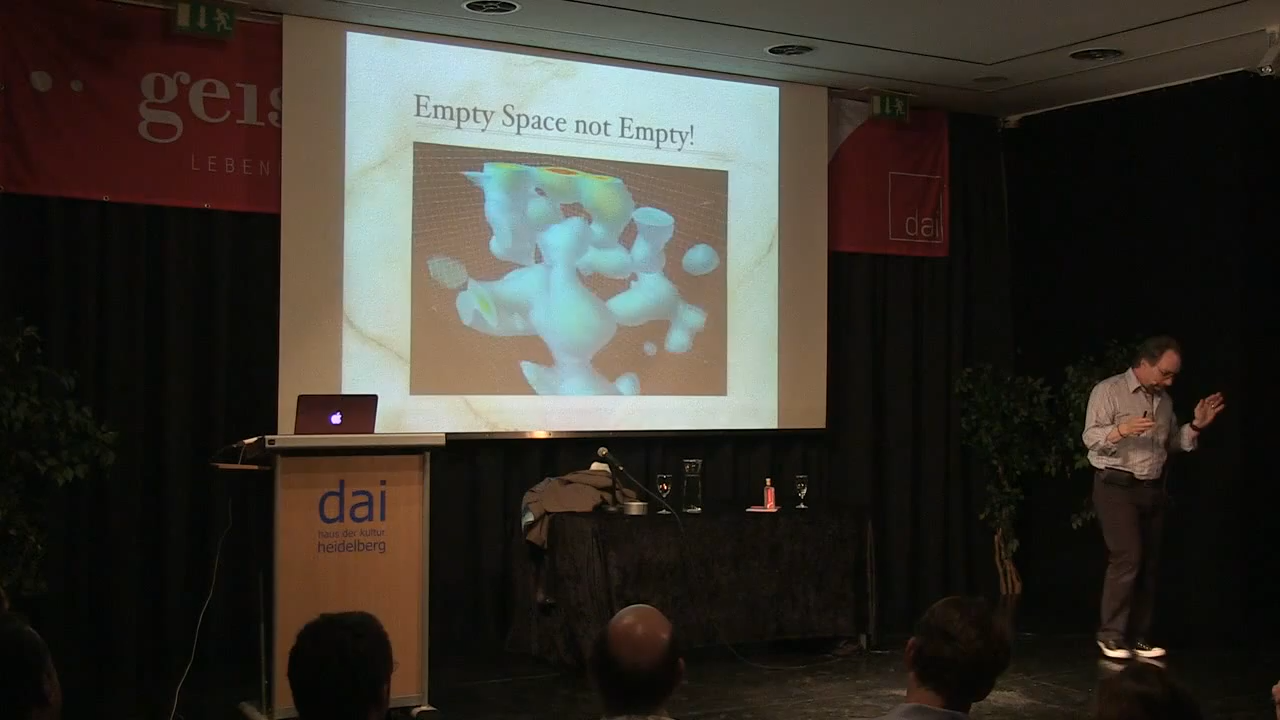 geis
LEBEN
Empty Space not Empty!
dai
dai
haus der kultur
heidelberg